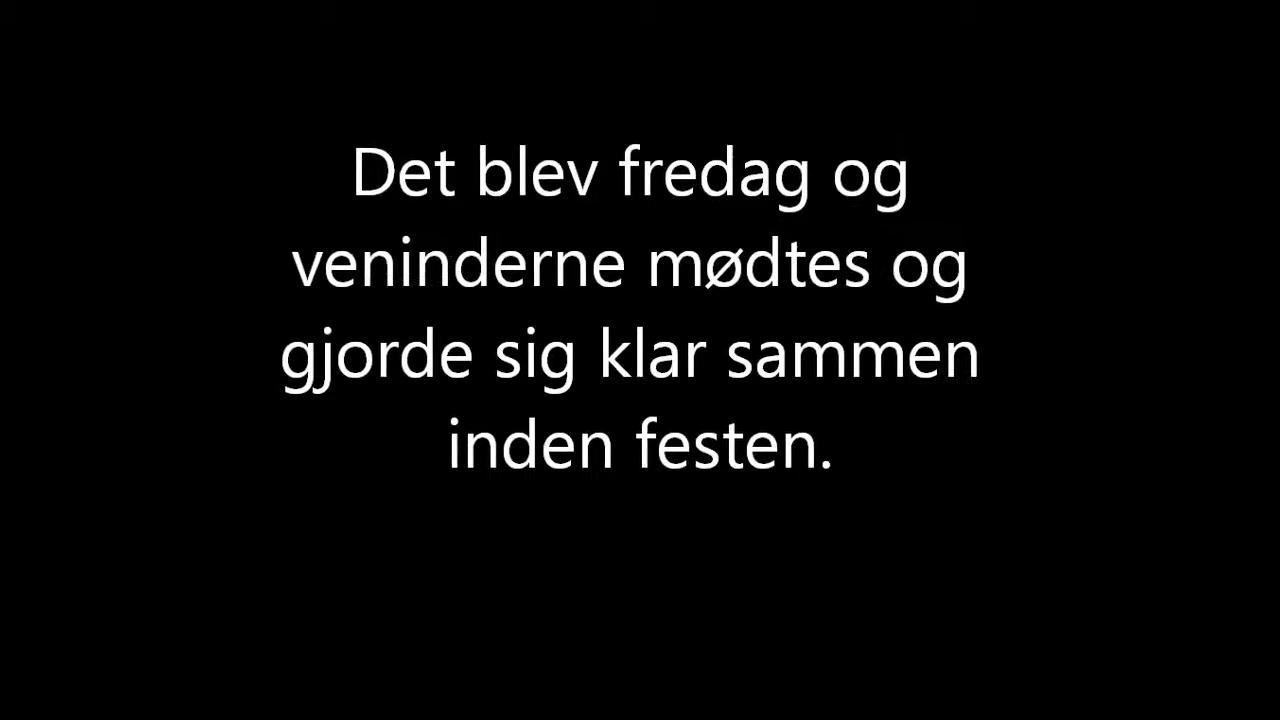 Det blev fredag og
veninderne mødtes og
gjorde sig klar sammen
inden festen.